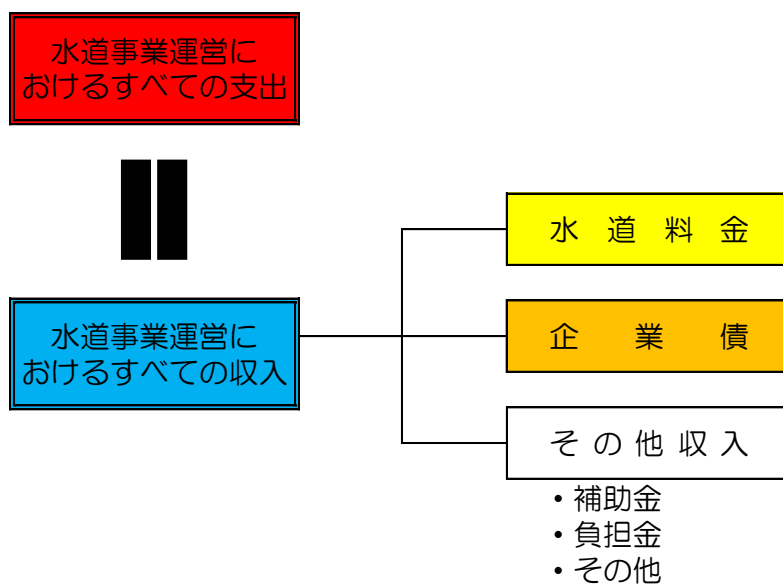 水道事業運営に
おけるすべての支出
水道事業運営に
おけるすべての収入
水道料金
企業債
その他収入
・補助金
・負担金
・その他